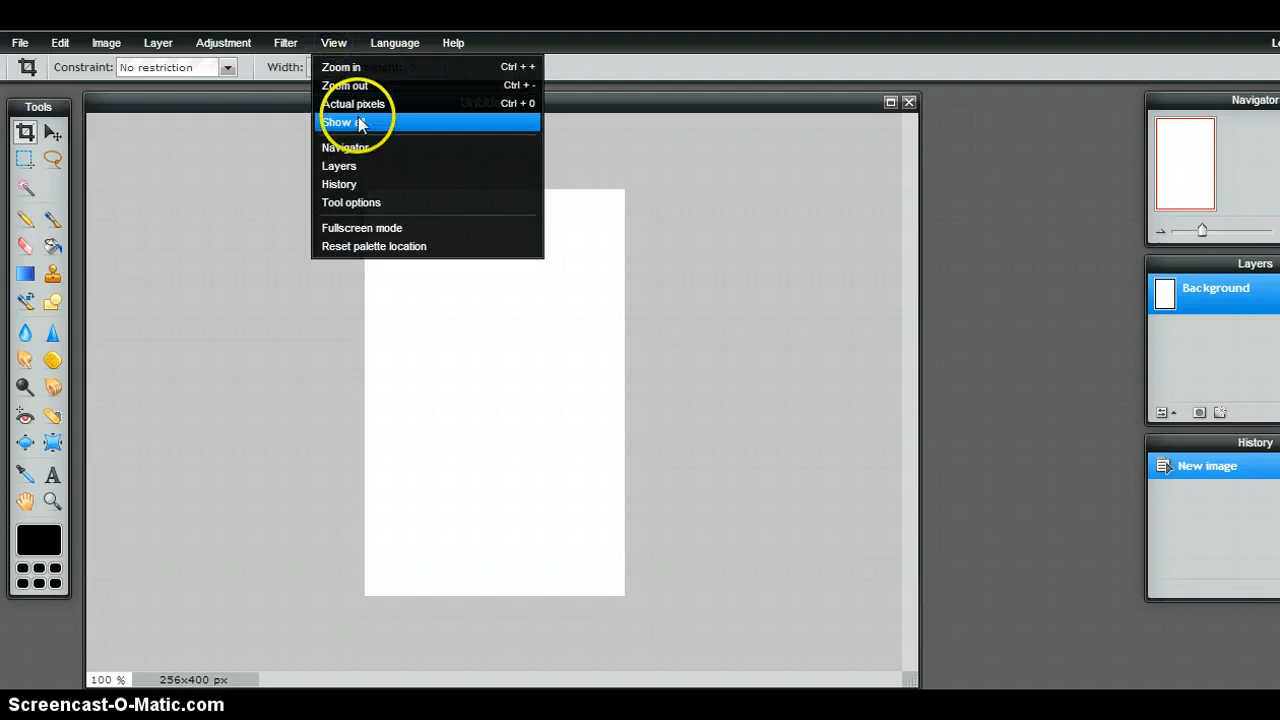 File Edit Image Layer Adjustment Filter View Language Help
Constraint: No restriction Width:
Zoom in Ctrl + +
Zoom out Ctrl + -
Actual pixels Ctrl + 0
Show
Navigator
Layers
History
Tool options
Fullscreen mode
Reset palette location
Tools
Navigator
Layers
Background
History
New image
100 % 256x400 px
Screencast-O-Matic.com